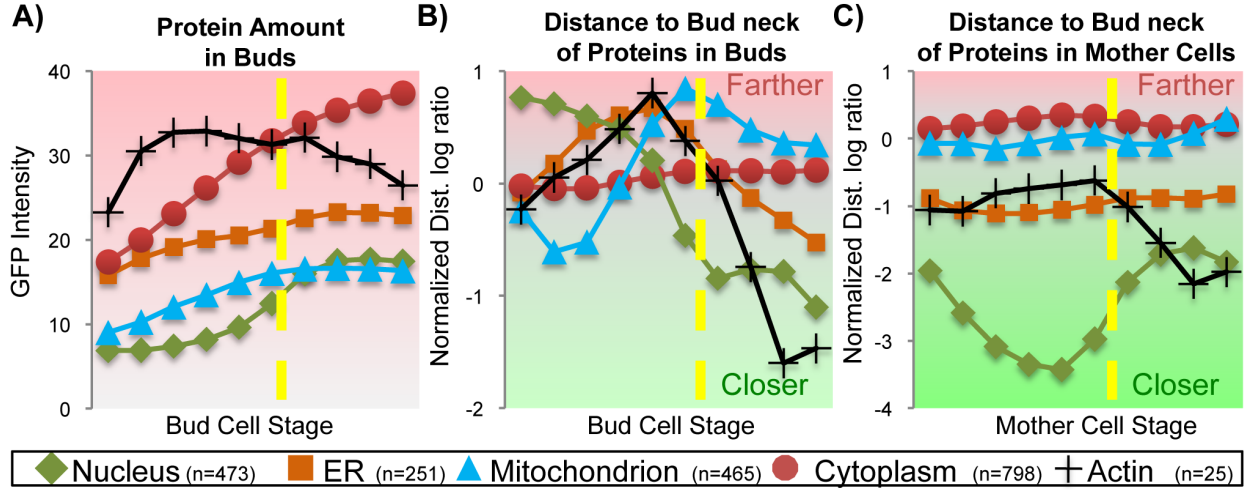 A)
Protein Amount
in Buds
GFP Intensity
40
30
20
10
0
Bud Cell Stage
B)
Distance to Bud neck
of Proteins in Buds
Normalized Dist. log ratio
1
0
-1
-2
Farther
Closer
Bud Cell Stage
C)
Distance to Bud neck
of Proteins in Mother Cells
Normalized Dist. log ratio
1
0
-1
-2
-3
-4
Farther
Closer
Mother Cell Stage
Nucleus (n=473) ER (n=251) Mitochondrion (n=465) Cytoplasm (n=798) Actin (n=25)